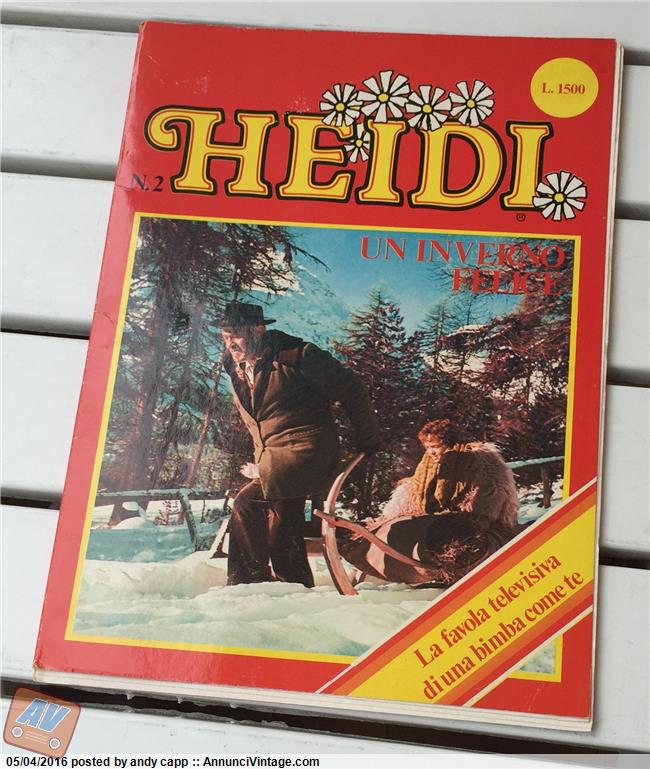 L. 1500
HEIDI
N.2
®
UN INVERNO
FELICE
La favola televisiva
di una bimba come te
AV
05/04/2016 posted by andy capp :: AnnunciVintage.com